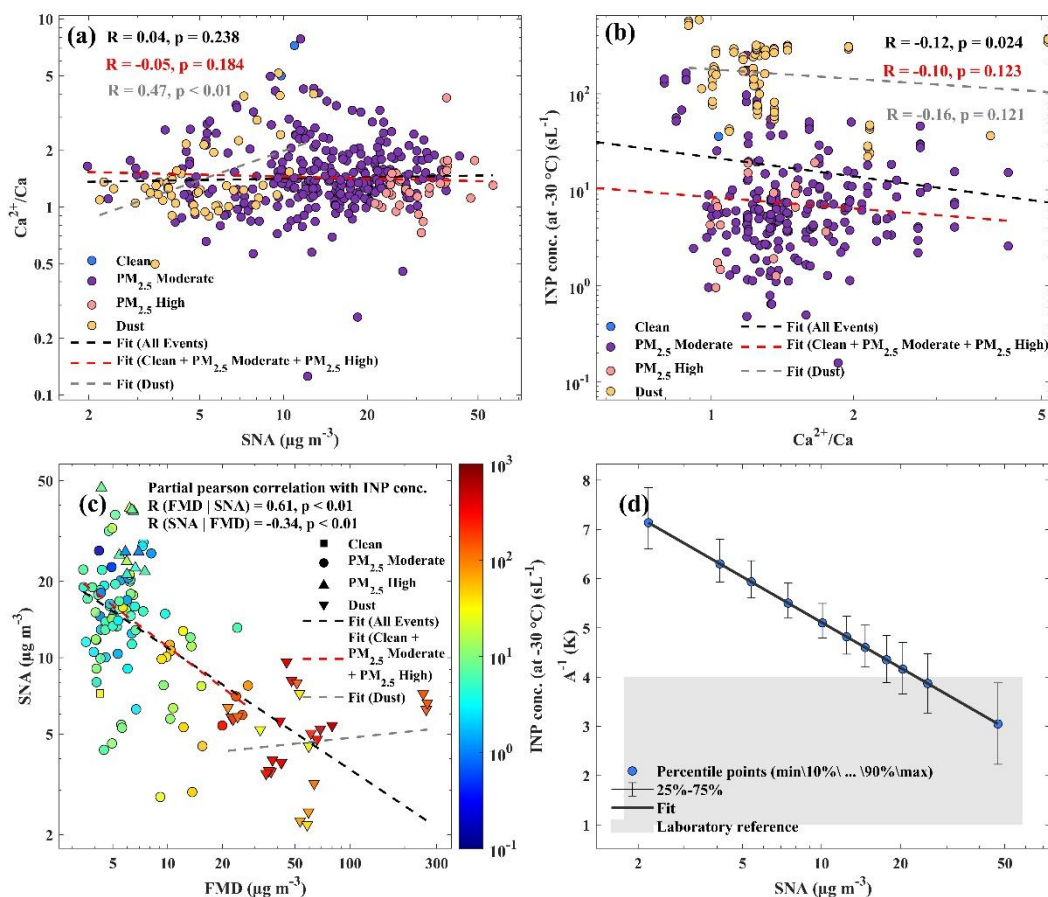 (a)
R = 0.04, p = 0.238
R = -0.05, p = 0.184
R = 0.47, p < 0.01
10
5
2
1
0.5
0.2
0.1
Ca2+/Ca
Clean
PM2.5 Moderate
PM2.5 High
Dust
Fit (All Events)
Fit (Clean + PM2.5 Moderate + PM2.5 High)
Fit (Dust)
2 5 10 20 50
SNA (µg m-3)
(b)
R = -0.12, p = 0.024
R = -0.10, p = 0.123
R = -0.16, p = 0.121
102
101
100
10-1
INP conc. (at -30 °C) (sL-1)
Clean
PM2.5 Moderate
PM2.5 High
Dust
Fit (All Events)
Fit (Clean + PM2.5 Moderate + PM2.5 High)
Fit (Dust)
1 2 5
Ca2+/Ca
(c)
Partial pearson correlation with INP conc.
R (FMD | SNA) = 0.61, p < 0.01
R (SNA | FMD) = -0.34, p < 0.01
Clean
PM2.5 Moderate
PM2.5 High
Dust
Fit (All Events)
Fit (Clean +
PM2.5 Moderate
+ PM2.5 High)
Fit (Dust)
50
20
10
5
2
SNA (µg m-3)
5 10 50 100 300
FMD (µg m-3)
103
102
101
100
10-1
INP conc. (at -30 °C) (sL-1)
(d)
8
7
6
5
4
3
2
1
A-1 (K)
Percentile points (min\10%\ ... \90%\max)
25%-75%
Fit
Laboratory reference
2 5 10 20 50
SNA (µg m-3)